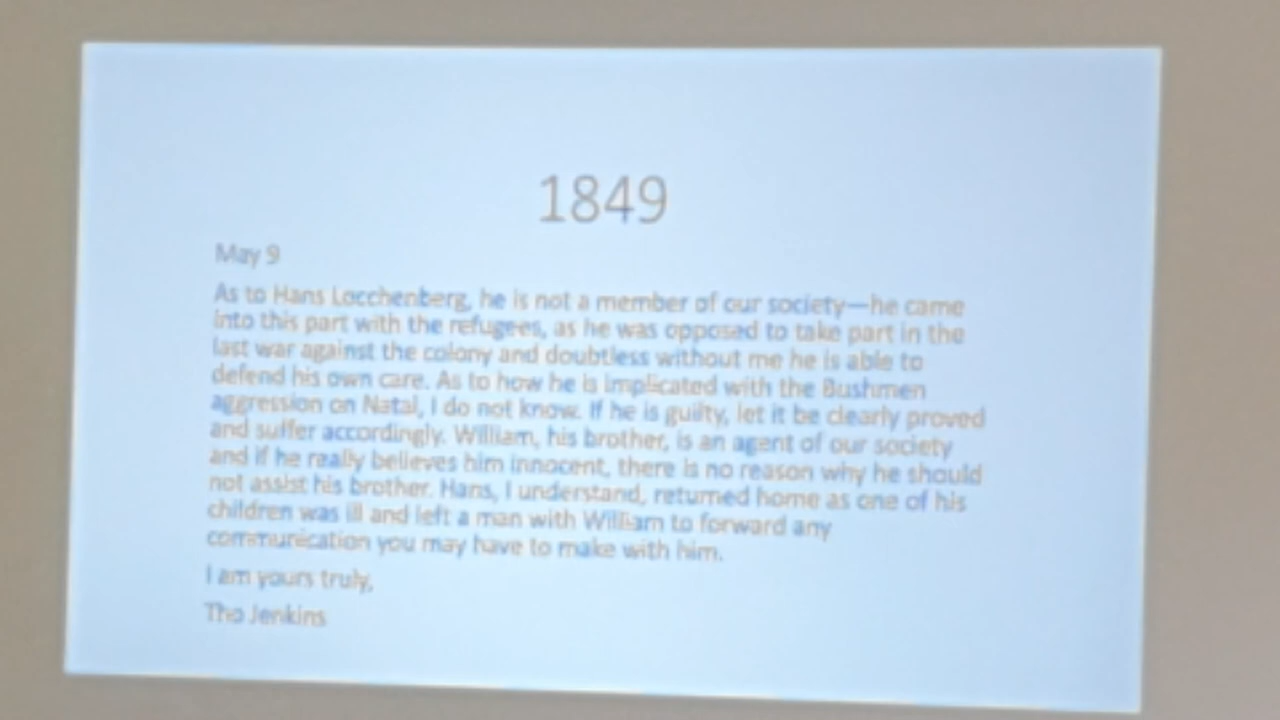 1849
May 9
As to Hans Locchenberg, he is not a member of our society—he came
into this part with the refugees, as he was opposed to take part in the
last war against the colony and doubtless without me he is able to
defend his own care. As to how he is implicated with the Bushmen
aggression on Natal, I do not know. If he is guilty, let it be clearly proved
and suffer accordingly. William, his brother, is an agent of our society
and if he really believes him innocent, there is no reason why he should
not assist his brother. Hans, I understand, returned home as one of his
children was ill and left a man with William to forward any
communication you may have to make with him.
I am yours truly,
Tho Jenkins